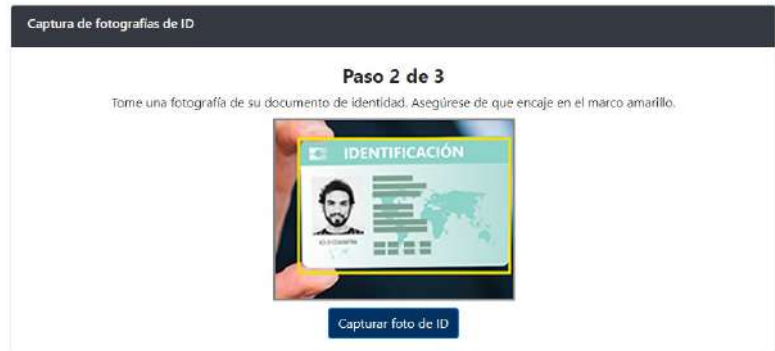 Captura de fotografías de ID
Paso 2 de 3
Tome una fotografía de su documento de identidad. Asegúrese de que encaje en el marco amarillo.
IDENTIFICACIÓN
Capturar foto de ID